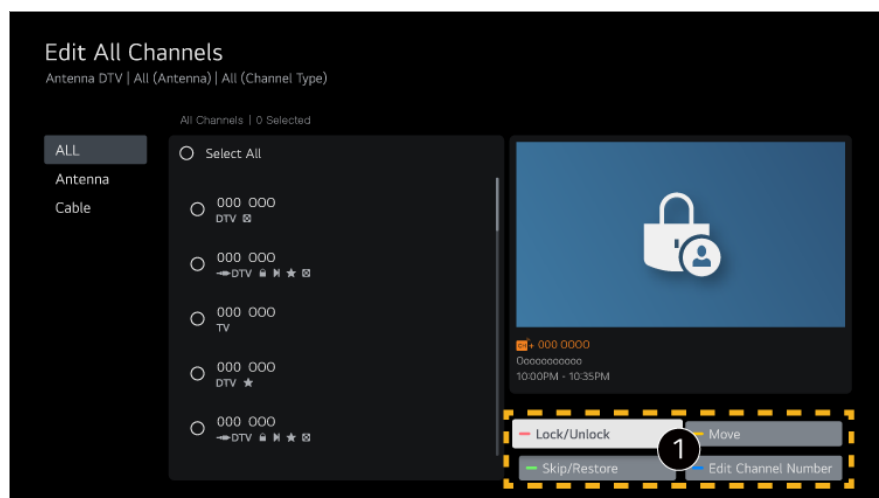 Edit All Channels
Antenna DTV | All (Antenna) | All (Channel Type)
All Channels | 0 Selected
ALL
Antenna
Cable
Select All
000 000
DTV
000 000
DTV
000 000
TV
000 000
DTV
000 000
DTV
+ 000 0000
Ooooooooooo
10:00PM - 10:35PM
Lock/Unlock
Move
1
Skip/Restore
Edit Channel Number